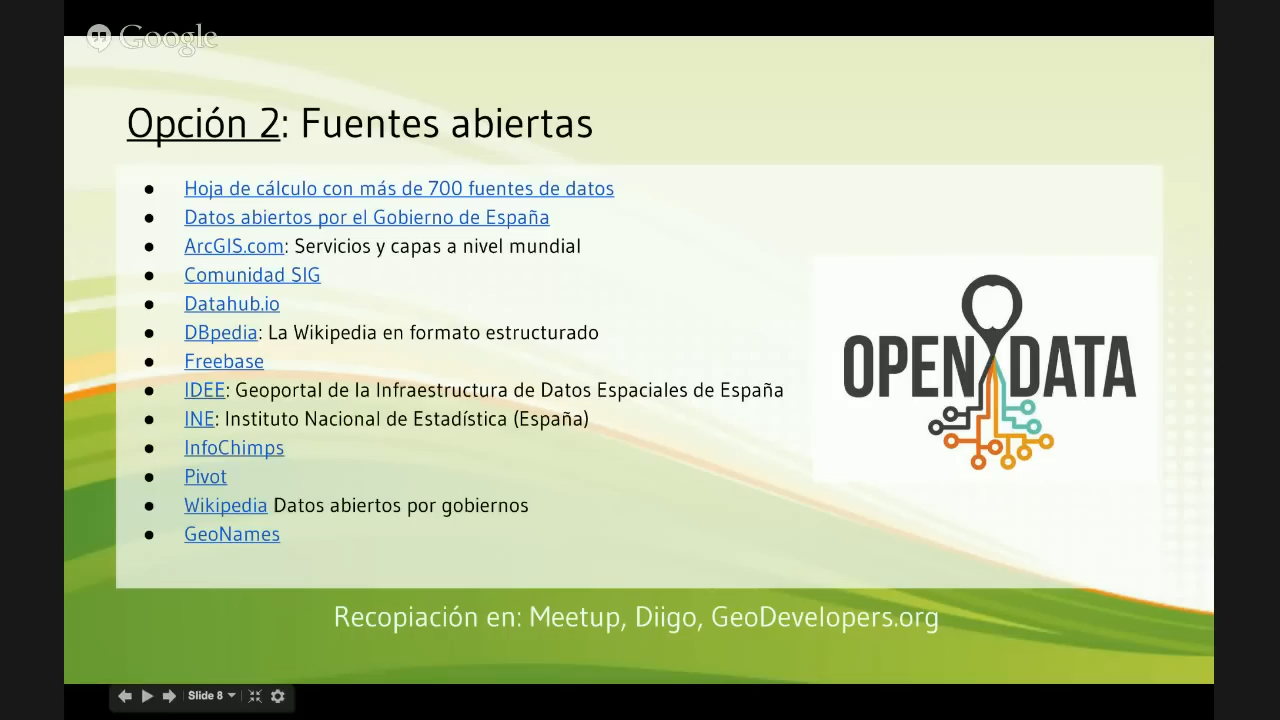 Google
Opción 2: Fuentes abiertas
Hoja de cálculo con más de 700 fuentes de datos
Datos abiertos por el Gobierno de España
ArcGIS.com: Servicios y capas a nivel mundial
Comunidad SIG
Datahub.io
DBpedia: La Wikipedia en formato estructurado
Freebase
IDEE: Geoportal de la Infraestructura de Datos Espaciales de España
INE: Instituto Nacional de Estadística (España)
InfoChimps
Pivot
Wikipedia Datos abiertos por gobiernos
GeoNames
OPEN DATA
Recopiación en: Meetup, Diigo, GeoDevelopers.org
Slide 8